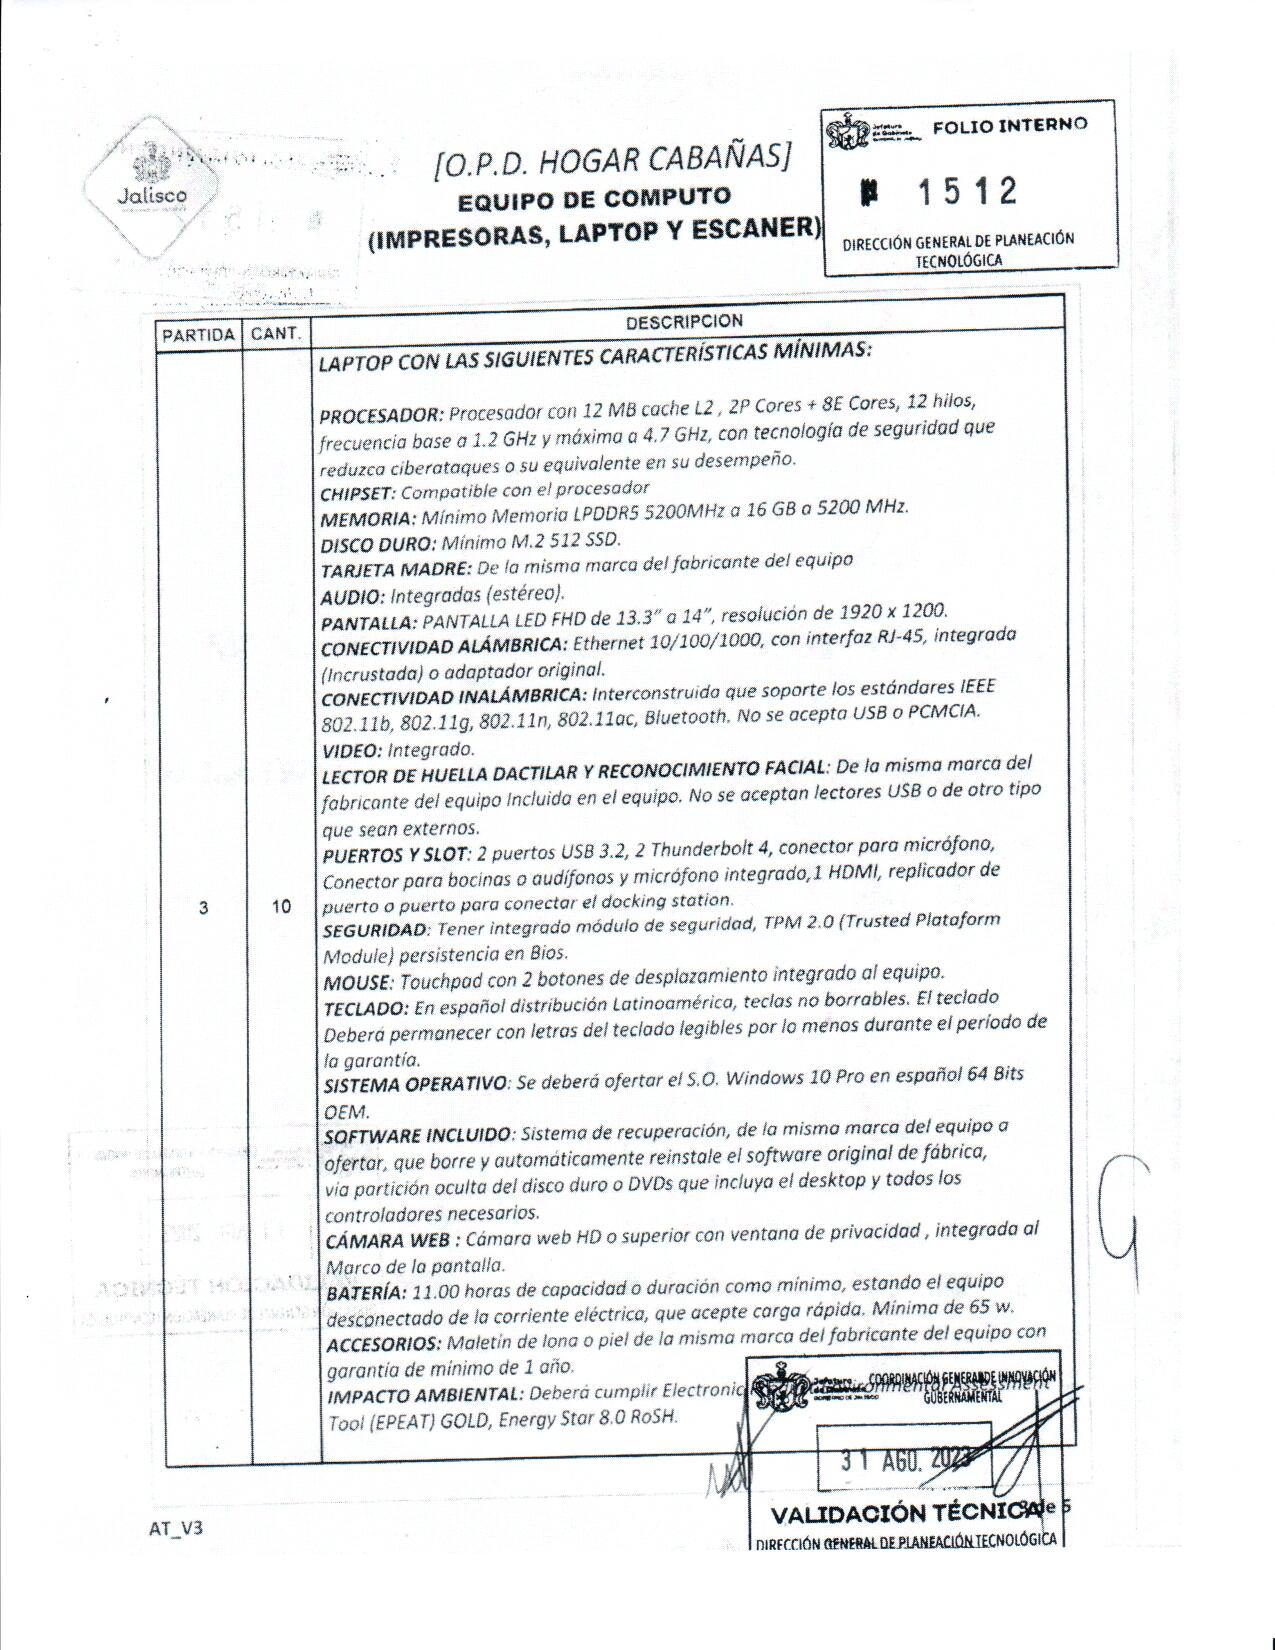 Jalisco
[O.P.D. HOGAR CABAÑAS]
EQUIPO DE COMPUTO
(IMPRESORAS, LAPTOP Y ESCANER)
Jefatura
de Gabinete
FOLIO INTERNO
1512
DIRECCIÓN GENERAL DE PLANEACIÓN
TECNOLÓGICA
PARTIDA CANT. DESCRIPCION
LAPTOP CON LAS SIGUIENTES CARACTERÍSTICAS MÍNIMAS:
PROCESADOR: Procesador con 12 MB cache L2 , 2P Cores + 8E Cores, 12 hilos,
frecuencia base a 1.2 GHz y máxima a 4.7 GHz, con tecnología de seguridad que
reduzca ciberataques o su equivalente en su desempeño.
CHIPSET: Compatible con el procesador
MEMORIA: Mínimo Memoria LPDDR5 5200MHz a 16 GB a 5200 MHz.
DISCO DURO: Mínimo M.2 512 SSD.
TARJETA MADRE: De la misma marca del fabricante del equipo
AUDIO: Integradas (estéreo).
PANTALLA: PANTALLA LED FHD de 13.3” a 14”, resolución de 1920 x 1200.
CONECTIVIDAD ALÁMBRICA: Ethernet 10/100/1000, con interfaz RJ-45, integrada
(Incrustada) o adaptador original.
CONECTIVIDAD INALÁMBRICA: Interconstruida que soporte los estándares IEEE
802.11b, 802.11g, 802.11n, 802.11ac, Bluetooth. No se acepta USB o PCMCIA.
VIDEO: Integrado.
LECTOR DE HUELLA DACTILAR Y RECONOCIMIENTO FACIAL: De la misma marca del
fabricante del equipo Incluida en el equipo. No se aceptan lectores USB o de otro tipo
que sean externos.
PUERTOS Y SLOT: 2 puertos USB 3.2, 2 Thunderbolt 4, conector para micrófono,
Conector para bocinas o audífonos y micrófono integrado,1 HDMI, replicador de
3 10 puerto o puerto para conectar el docking station.
SEGURIDAD: Tener integrado módulo de seguridad, TPM 2.0 (Trusted Plataform
Module) persistencia en Bios.
MOUSE: Touchpad con 2 botones de desplazamiento integrado al equipo.
TECLADO: En español distribución Latinoamérica, teclas no borrables. El teclado
Deberá permanecer con letras del teclado legibles por lo menos durante el período de
la garantía.
SISTEMA OPERATIVO: Se deberá ofertar el S.O. Windows 10 Pro en español 64 Bits
OEM.
SOFTWARE INCLUIDO: Sistema de recuperación, de la misma marca del equipo a
ofertar, que borre y automáticamente reinstale el software original de fábrica,
vía partición oculta del disco duro o DVDs que incluya el desktop y todos los
controladores necesarios.
CÁMARA WEB : Cámara web HD o superior con ventana de privacidad , integrada al
Marco de la pantalla.
BATERÍA: 11.00 horas de capacidad o duración como mínimo, estando el equipo
desconectado de la corriente eléctrica, que acepte carga rápida. Mínima de 65 w.
ACCESORIOS: Maletín de lona o piel de la misma marca del fabricante del equipo con
garantía de mínimo de 1 año.
IMPACTO AMBIENTAL: Deberá cumplir Electronic Environmental Assessment
Tool (EPEAT) GOLD, Energy Star 8.0 RoSH.
Jefatura
de Gabinete
COORDINACIÓN GENERAL DE INNOVACIÓN
GUBERNAMENTAL
31 AGO. 2023
VALIDACIÓN TÉCNICA
DIRECCIÓN GENERAL DE PLANEACIÓN TECNOLÓGICA
AT_V3
3 de 5